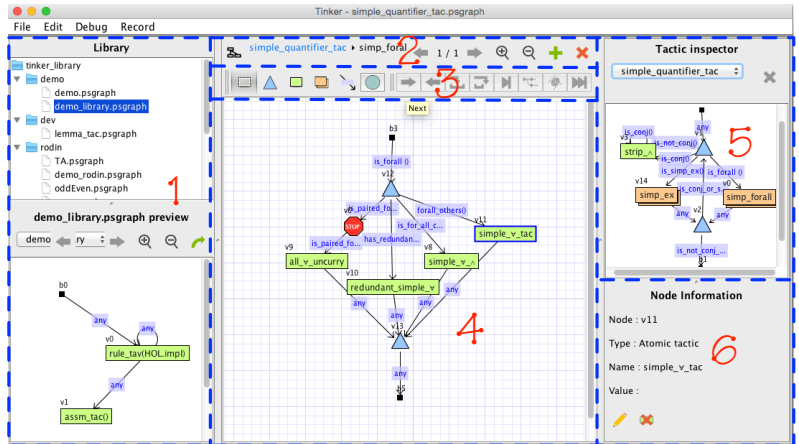 Tinker - simple_quantifier_tac.psgraph
File Edit Debug Record
Library
tinker_library
demo
demo.psgraph
demo_library.psgraph
dev
lemma_tac.psgraph
rodin
TA.psgraph
demo_rodin.psgraph
oddEven.psgraph
1
demo_library.psgraph preview
demo
b0
any
any
v0
rule_tav(HOL.impl)
any
v1
assm_tac()
simple_quantifier_tac ▸ simp_foral
2
1 / 1
3
Next
b3
is_forall ()
v12
is_paired_fo...
forall_others()
v11
STOP
simple_∀_tac
is_paired_fo...
has_redundan...
is_for_all_c...
v9
all_∀_uncurry
v8
simple_∀_∧
v10
redundant_simple_∀
any
any
any
any
v13
4
any
b5
Tactic inspector
simple_quantifier_tac
is_conj()
any
v3
is_not_conj()
strip_∧
is_conj()
5
is_simp_ex()
is_forall ()
v14
is_conj_or_s...
v0
simp_ex
simp_forall
any
v2
any
is_not_conj_...
b1
Node Information
Node : v11
Type : Atomic tactic
Name : simple_∀_tac
Value :
6